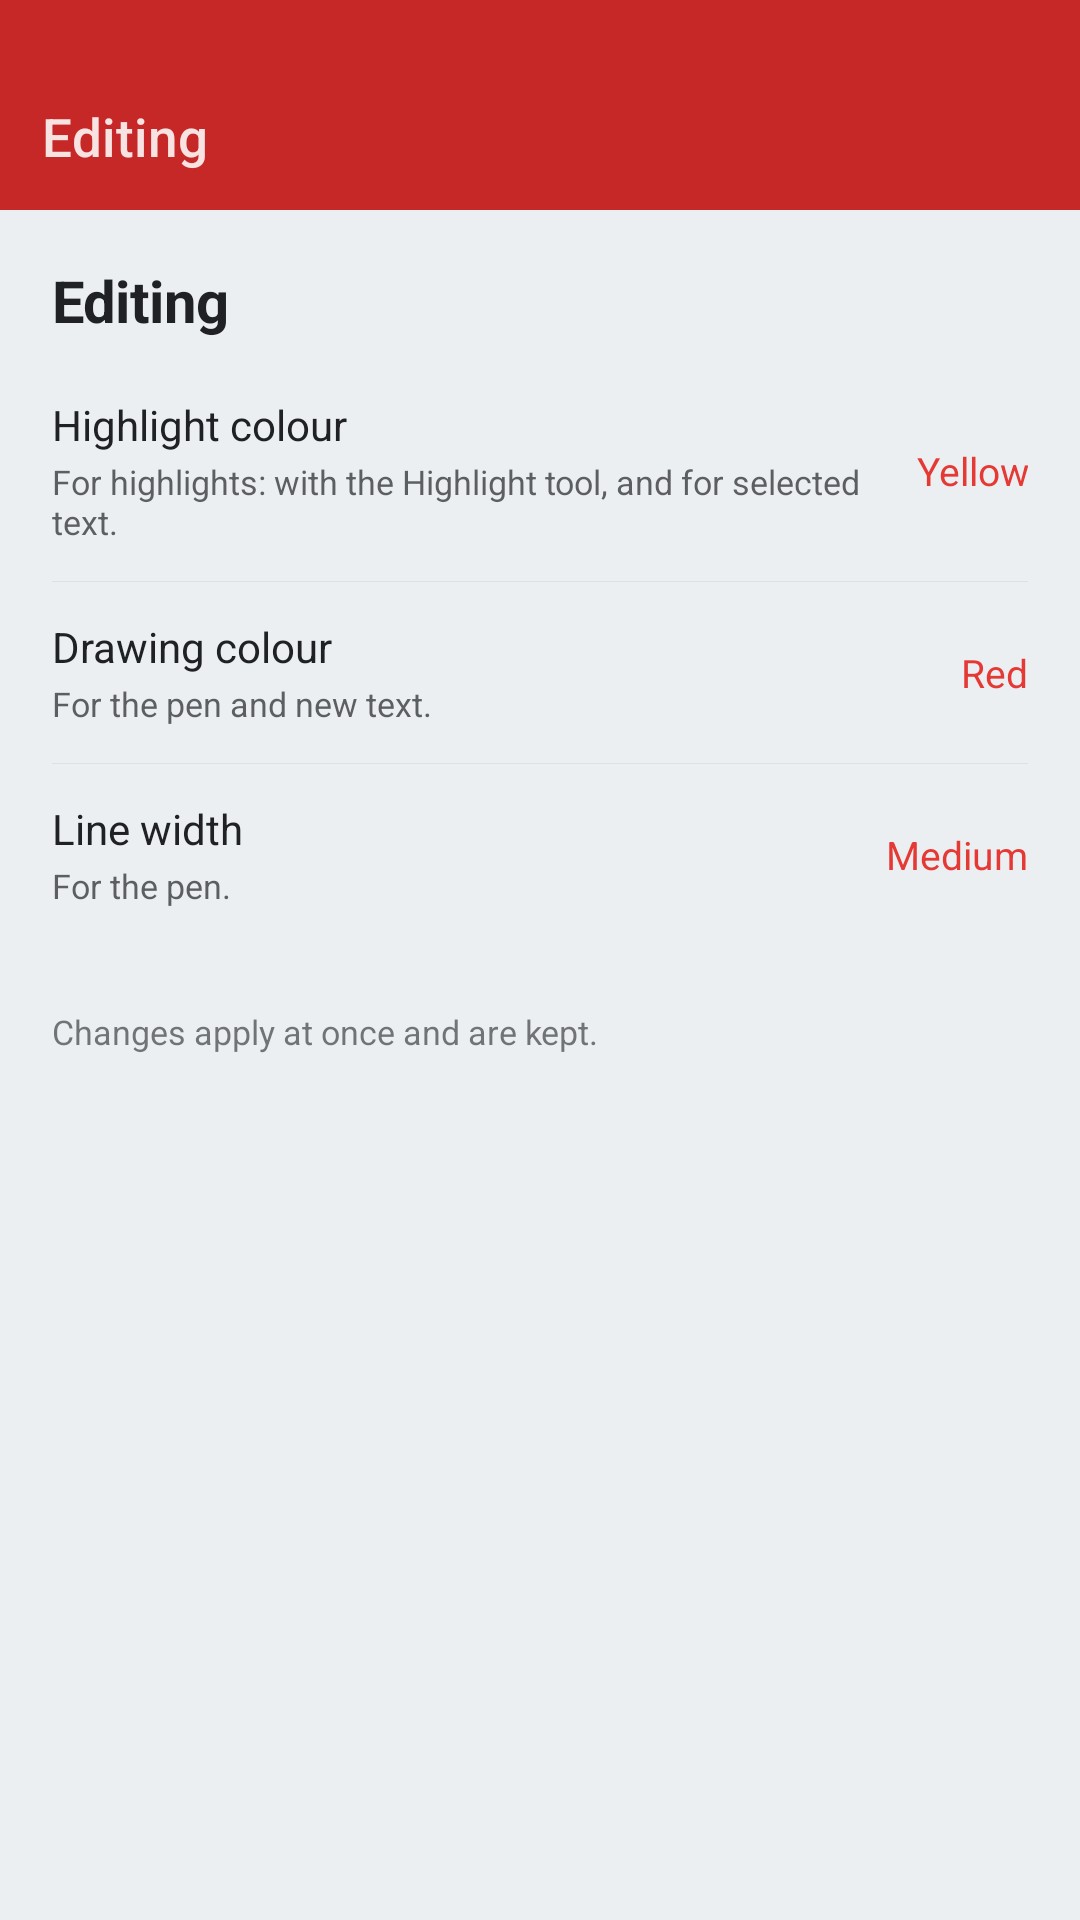 Editing
Editing
Highlight colour
For highlights: with the Highlight tool, and for selected
text.
Yellow
Drawing colour
For the pen and new text.
Red
Line width
For the pen.
Medium
Changes apply at once and are kept.